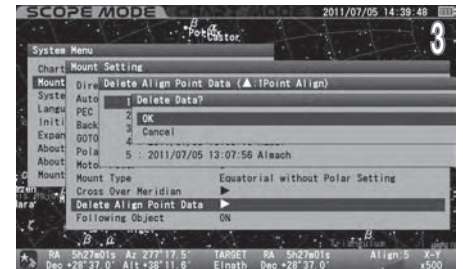 SCOPE MODE
2011/07/05 14:39:48
3
β
Castor
System Menu
Chart
Mount Setting
Mount
Dire
Delete Align Point Data (▲:1Point Align)
Syste
Auto
1
Delete Data?
Langu
PEC
2
OK
Initi
Back
3
Cancel
Expan
GOTO
4
About
Pola
5 : 2011/07/05 13:07:56 Almach
About
Moto
Mount
Mount Type
Equatorial without Polar Setting
Cross Over Meridian
▶
Delete Align Point Data
▶
Following Object
ON
β
α
Triangulum
RA 5h27m01s Az 277°17.5' TARGET RA 5h27m01s Align:5 X-Y
Dec +28°37.0' Alt +38°11.6' Elnath Dec +28°37.0' x500